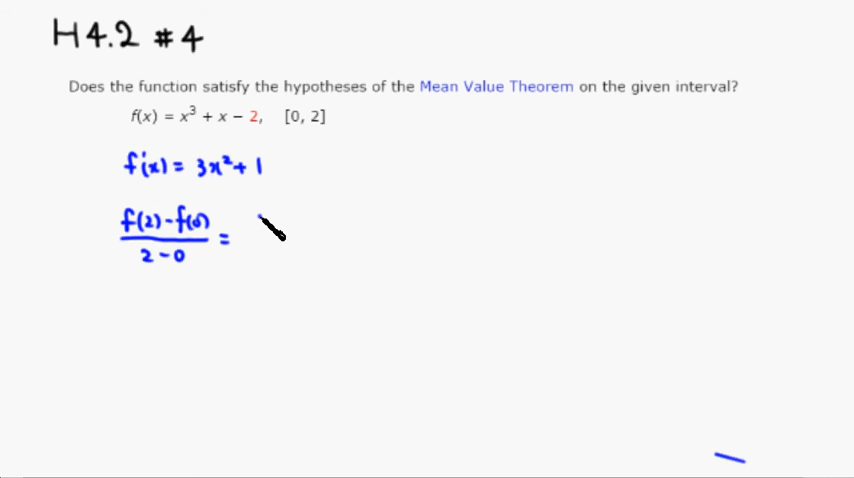 H4.2 #4
Does the function satisfy the hypotheses of the Mean Value Theorem on the given interval?
f(x) = x³ + x − 2, [0, 2]
f'(x) = 3x² + 1
f(2) - f(0)
2 - 0 =